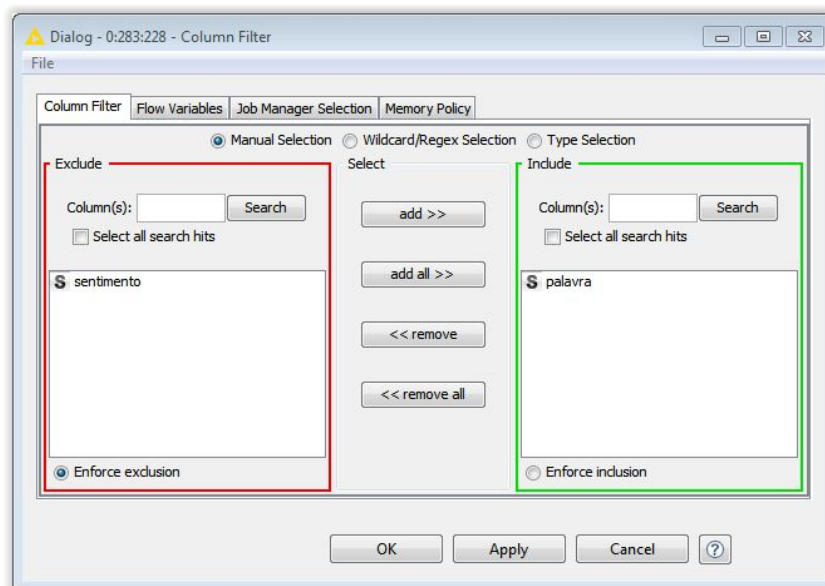 Dialog - 0:283:228 - Column Filter
File
Column Filter Flow Variables Job Manager Selection Memory Policy
Manual Selection Wildcard/Regex Selection Type Selection
Exclude Select Include
Column(s): Search add >> Column(s): Search
Select all search hits Select all search hits
add all >>
S sentimento S palavra
<< remove
<< remove all
Enforce exclusion Enforce inclusion
OK Apply Cancel ?